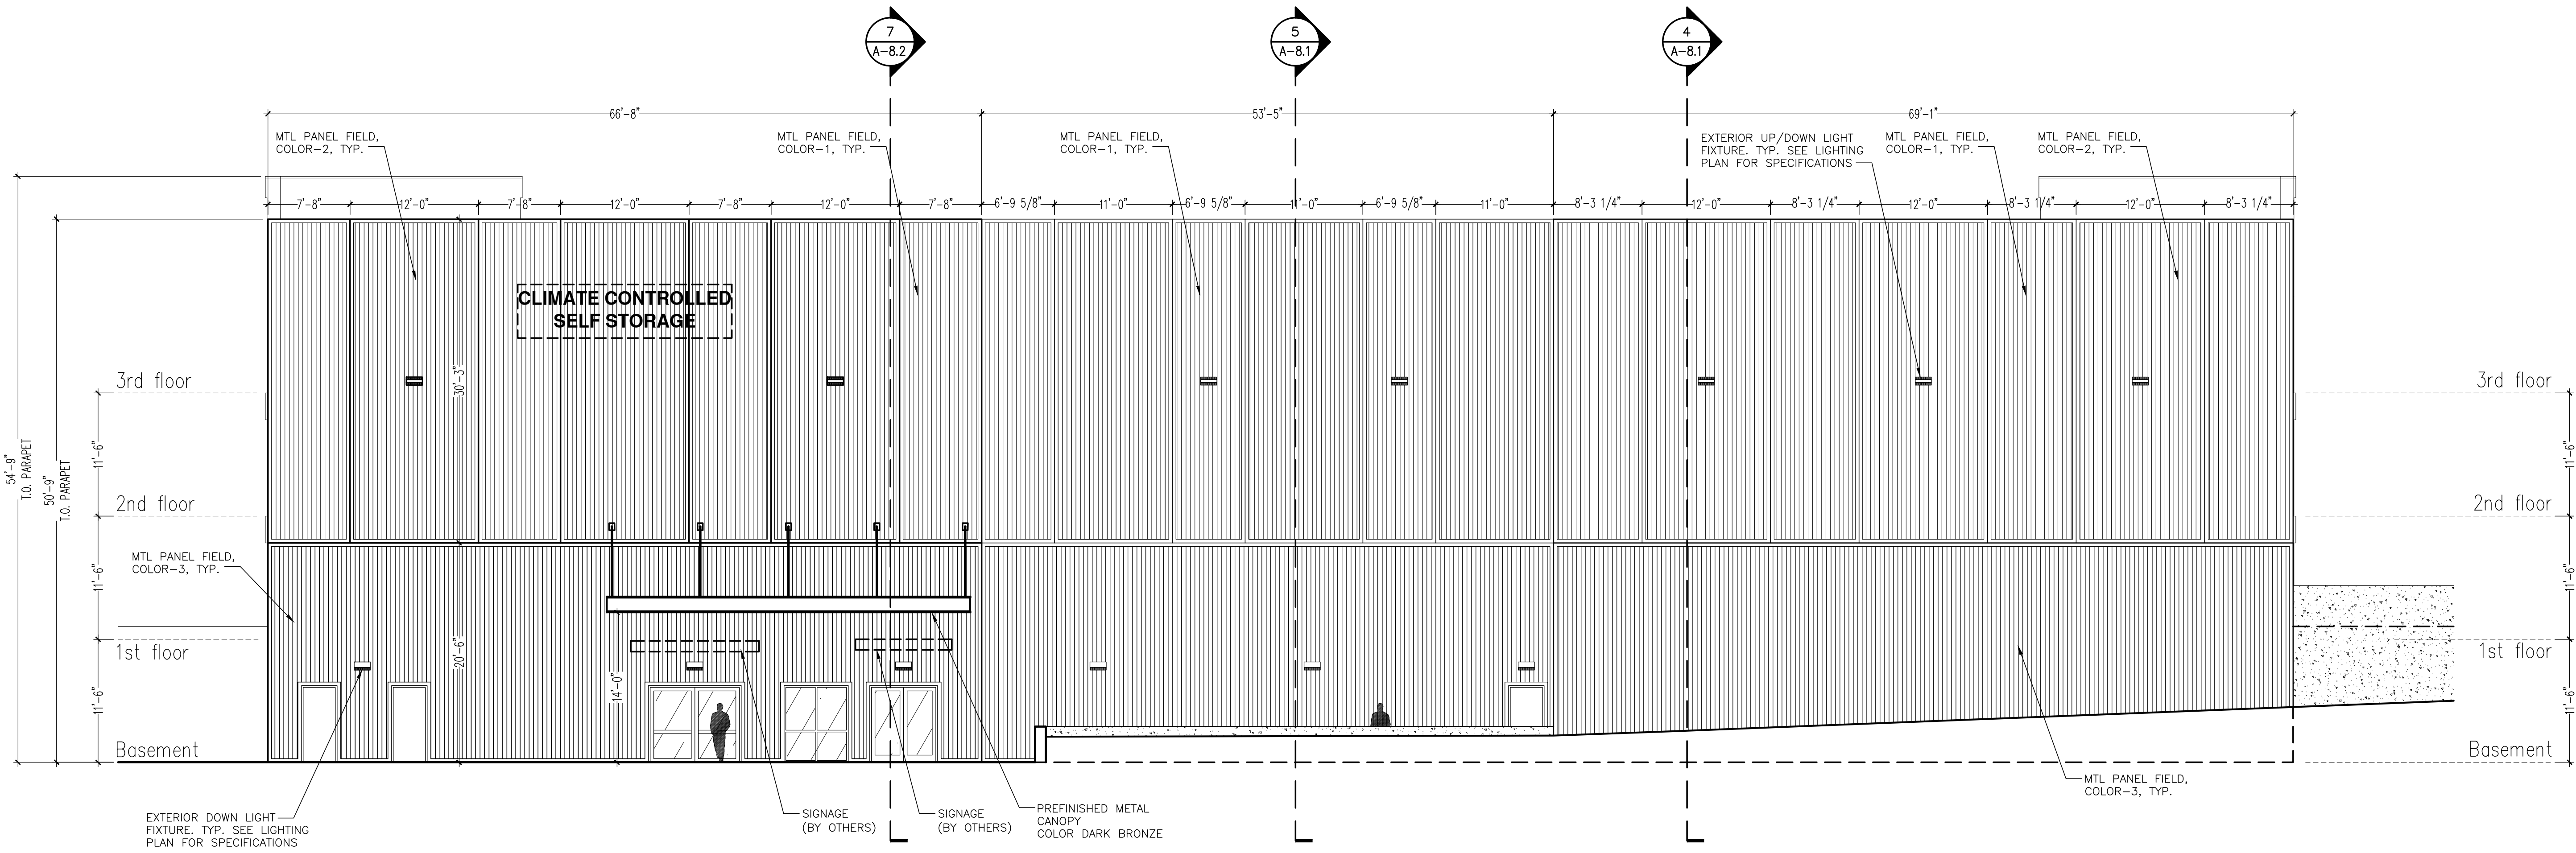 7
A-8.2
5
A-8.1
4
A-8.1
66'-8"
53'-5"
69'-1"
MTL PANEL FIELD,
COLOR-2, TYP.
MTL PANEL FIELD,
COLOR-1, TYP.
MTL PANEL FIELD,
COLOR-1, TYP.
EXTERIOR UP/DOWN LIGHT
FIXTURE. TYP. SEE LIGHTING
PLAN FOR SPECIFICATIONS
MTL PANEL FIELD,
COLOR-1, TYP.
MTL PANEL FIELD,
COLOR-2, TYP.
7'-8"
12'-0"
7'-8"
12'-0"
7'-8"
12'-0"
7'-8"
6'-9 5/8"
11'-0"
6'-9 5/8"
11'-0"
6'-9 5/8"
11'-0"
8'-3 1/4"
12'-0"
8'-3 1/4"
12'-0"
8'-3 1/4"
12'-0"
8'-3 1/4"
CLIMATE CONTROLLED
SELF STORAGE
54'-9"
T.O. PARAPET
50'-9"
T.O. PARAPET
30'-3"
3rd floor
3rd floor
11'-6"
11'-6"
2nd floor
2nd floor
MTL PANEL FIELD,
COLOR-3, TYP.
11'-6"
11'-6"
1st floor
1st floor
20'-6"
14'-0"
11'-6"
11'-6"
Basement
Basement
EXTERIOR DOWN LIGHT
FIXTURE. TYP. SEE LIGHTING
PLAN FOR SPECIFICATIONS
SIGNAGE
(BY OTHERS)
SIGNAGE
(BY OTHERS)
PREFINISHED METAL
CANOPY
COLOR DARK BRONZE
MTL PANEL FIELD,
COLOR-3, TYP.